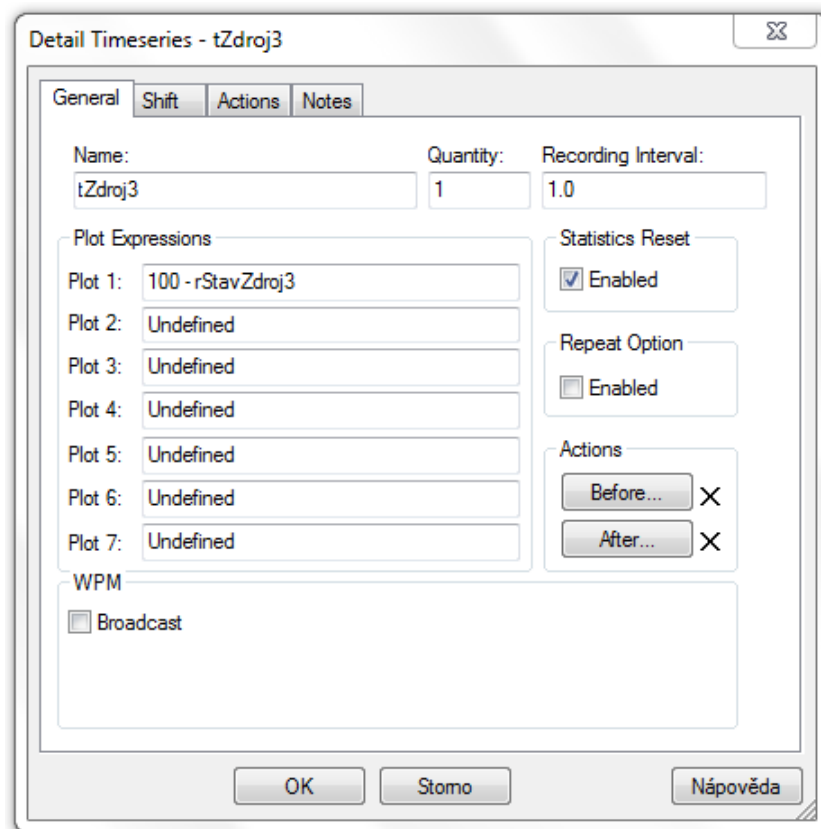 Detail Timeseries - tZdroj3
General Shift Actions Notes
Name: Quantity: Recording Interval:
tZdroj3 1 1.0
Plot Expressions Statistics Reset
Plot 1: 100 - rStavZdroj3 Enabled
Plot 2: Undefined
Repeat Option
Plot 3: Undefined
Enabled
Plot 4: Undefined
Actions
Plot 5: Undefined
Before...
Plot 6: Undefined
After...
Plot 7: Undefined
WPM
Broadcast
OK Storno Nápověda